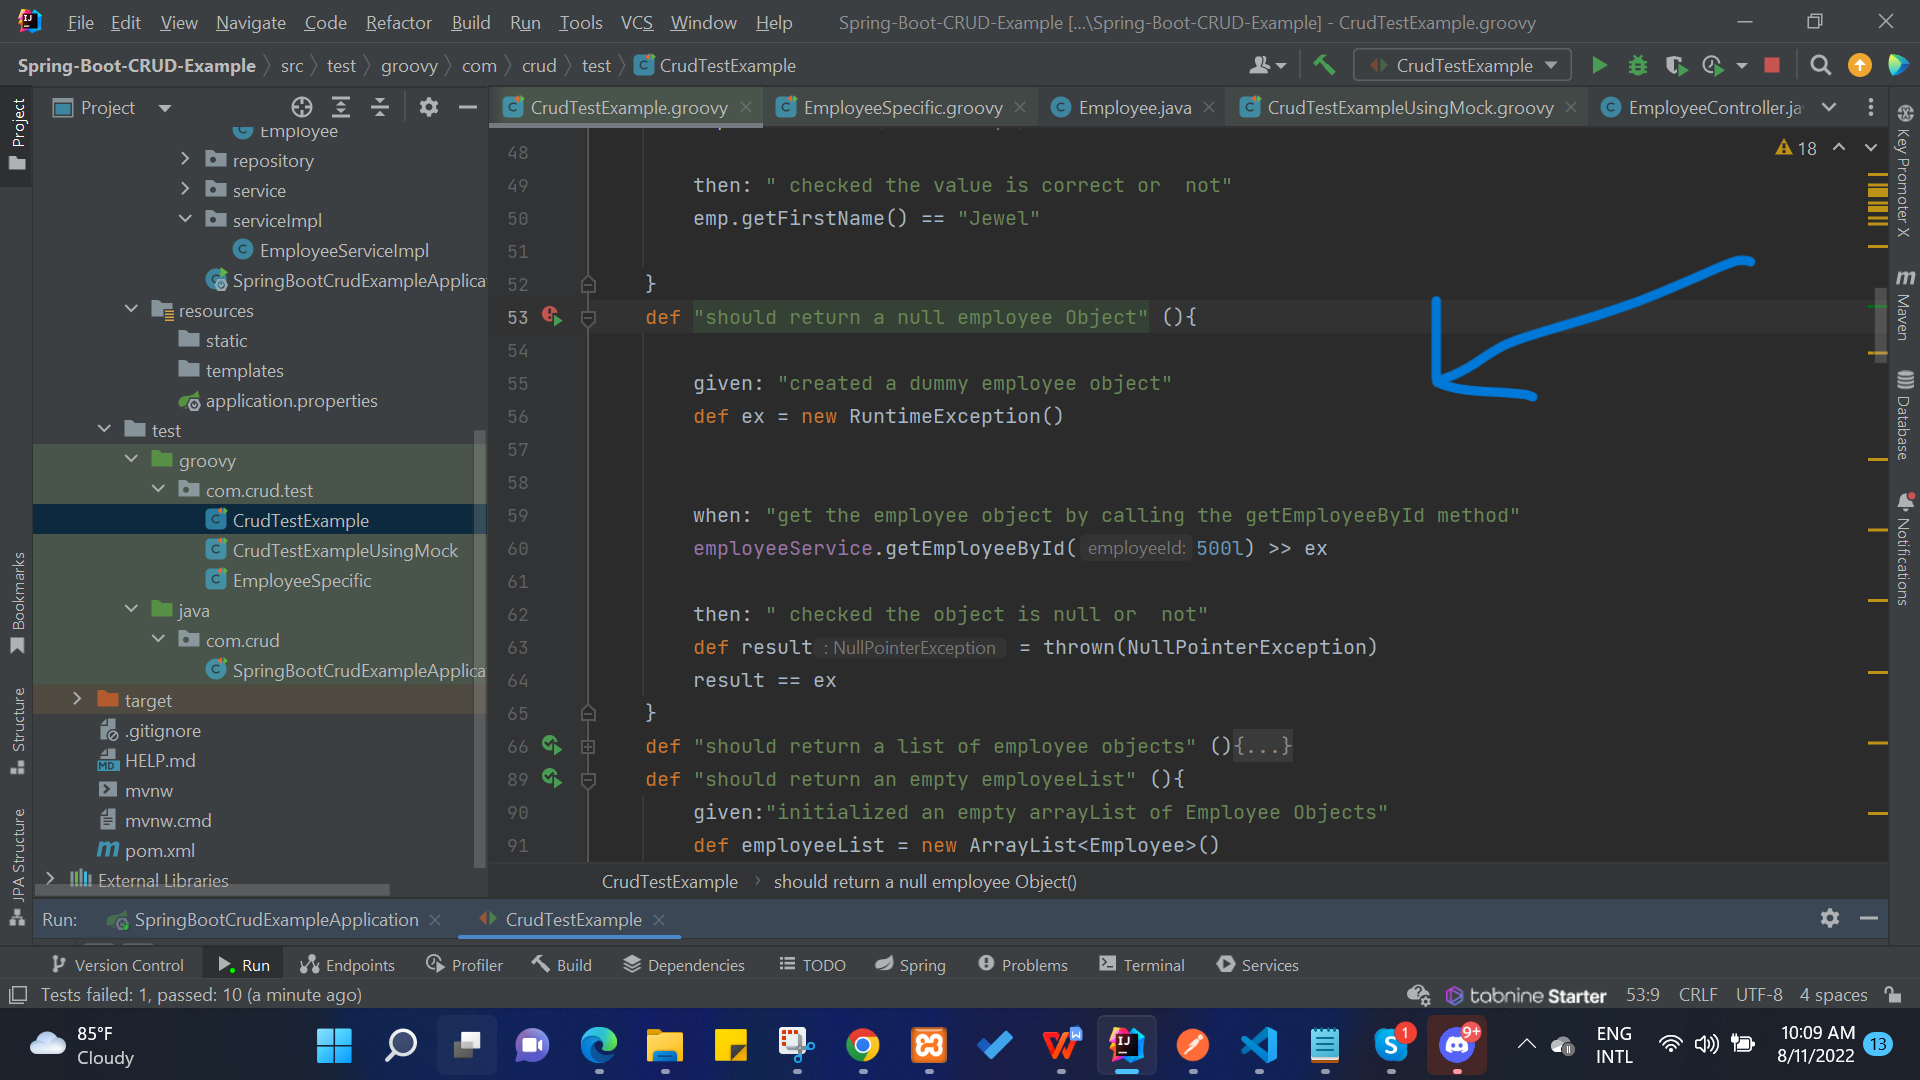 File Edit View Navigate Code Refactor Build Run Tools VCS Window Help Spring-Boot-CRUD-Example [...\Spring-Boot-CRUD-Example] - CrudTestExample.groovy
Spring-Boot-CRUD-Example src test groovy com crud test CrudTestExample CrudTestExample
Project
CrudTestExample.groovy EmployeeSpecific.groovy Employee.java CrudTestExampleUsingMock.groovy EmployeeController.ja
Employee
repository
service
serviceImpl
EmployeeServiceImpl
SpringBootCrudExampleApplica
resources
static
templates
application.properties
test
groovy
com.crud.test
CrudTestExample
CrudTestExampleUsingMock
EmployeeSpecific
java
com.crud
SpringBootCrudExampleApplica
target
.gitignore
HELP.md
mvnw
mvnw.cmd
pom.xml
External Libraries
Project
Bookmarks
Structure
JPA Structure
18
48
49 then: " checked the value is correct or  not"
50 emp.getFirstName() == "Jewel"
51
52 }
53 def "should return a null employee Object" (){
54
55 given: "created a dummy employee object"
56 def ex = new RuntimeException()
57
58
59 when: "get the employee object by calling the getEmployeeById method"
60 employeeService.getEmployeeById( employeeId: 500l) >> ex
61
62 then: " checked the object is null or  not"
63 def result : NullPointerException = thrown(NullPointerException)
64 result == ex
65 }
66 def "should return a list of employee objects" (){...}
89 def "should return an empty employeeList" (){
90 given:"initialized an empty arrayList of Employee Objects"
91 def employeeList = new ArrayList<Employee>()
Key Promoter X
Maven
Database
Notifications
CrudTestExample should return a null employee Object()
Run: SpringBootCrudExampleApplication CrudTestExample
Version Control Run Endpoints Profiler Build Dependencies TODO Spring Problems Terminal Services
Tests failed: 1, passed: 10 (a minute ago) tabnine Starter 53:9 CRLF UTF-8 4 spaces
85°F
Cloudy
1
9+
ENG
INTL
10:09 AM
8/11/2022
13